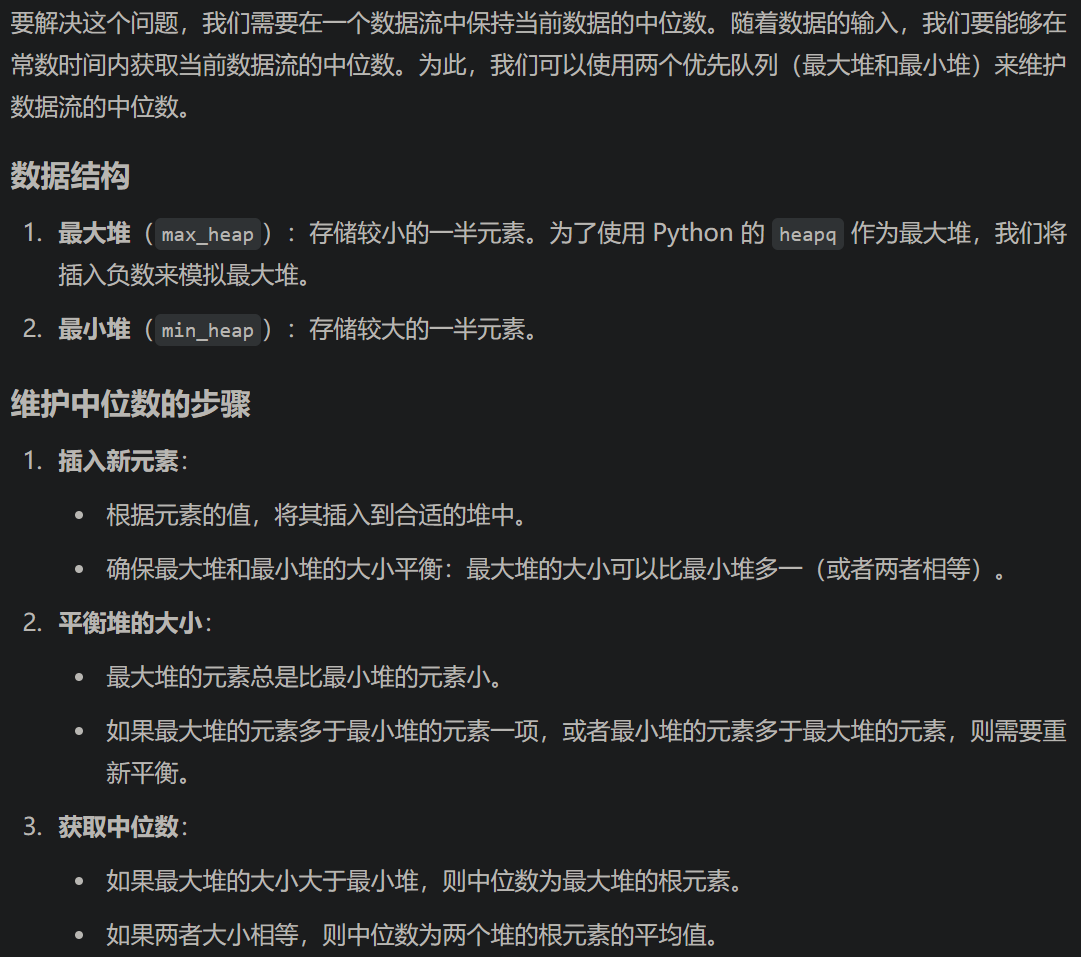 要解决这个问题，我们需要在一个数据流中保持当前数据的中位数。随着数据的输入，我们要能够在
常数时间内获取当前数据流的中位数。为此，我们可以使用两个优先队列（最大堆和最小堆）来维护
数据流的中位数。
数据结构
1. 最大堆（max_heap）：存储较小的一半元素。为了使用 Python 的 heapq 作为最大堆，我们将
插入负数来模拟最大堆。
2. 最小堆（min_heap）：存储较大的一半元素。
维护中位数的步骤
1. 插入新元素：
• 根据元素的值，将其插入到合适的堆中。
• 确保最大堆和最小堆的大小平衡：最大堆的大小可以比最小堆多一（或者两者相等）。
2. 平衡堆的大小：
• 最大堆的元素总是比最小堆的元素小。
• 如果最大堆的元素多于最小堆的元素一项，或者最小堆的元素多于最大堆的元素，则需要重
新平衡。
3. 获取中位数：
• 如果最大堆的大小大于最小堆，则中位数为最大堆的根元素。
• 如果两者大小相等，则中位数为两个堆的根元素的平均值。